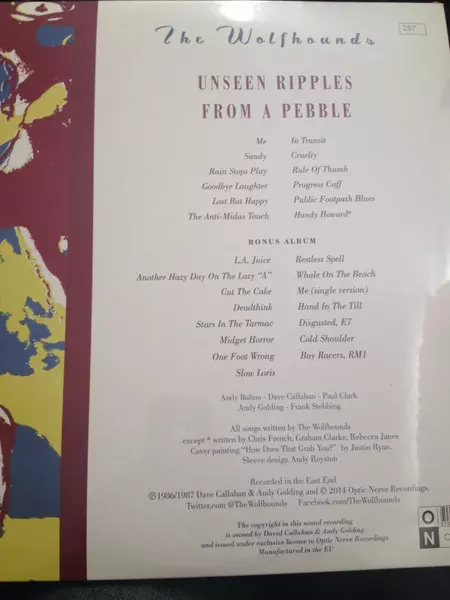 The Wolfhounds
287
UNSEEN RIPPLES
FROM A PEBBLE
Me In Transit
Sandy Cruelty
Rain Stops Play Rule Of Thumb
Goodbye Laughter Progress Caff
Lost But Happy Public Footpath Blues
The Anti-Midas Touch Handy Howard*
BONUS ALBUM
L.A. Juice Restless Spell
Another Hazy Day On The Lazy “A” Whale On The Beach
Cut The Cake Me (single version)
Deadthink Hand In The Till
Stars In The Tarmac Disgusted, E7
Midget Horror Cold Shoulder
One Foot Wrong Boy Racers, RM1
Slow Loris
Andy Bolton - Dave Callahan - Paul Clark
Andy Golding - Frank Stebbing
All songs written by The Wolfhounds
except * written by Chris French, Graham Clarke, Rebecca Janes
Cover painting “How Does That Grab You?” by Justin Ryan.
Sleeve design Andy Royston
Recorded in the East End
℗ 1986/1987 Dave Callahan & Andy Golding and © 2014 Optic Nerve Recordings.
Twitter.com @TheWolfhounds Facebook.com/TheWolfhounds
The copyright in this sound recording
is owned by David Callahan & Andy Golding
and issued under exclusive license to Optic Nerve Recordings.
Manufactured in the EU
O
N